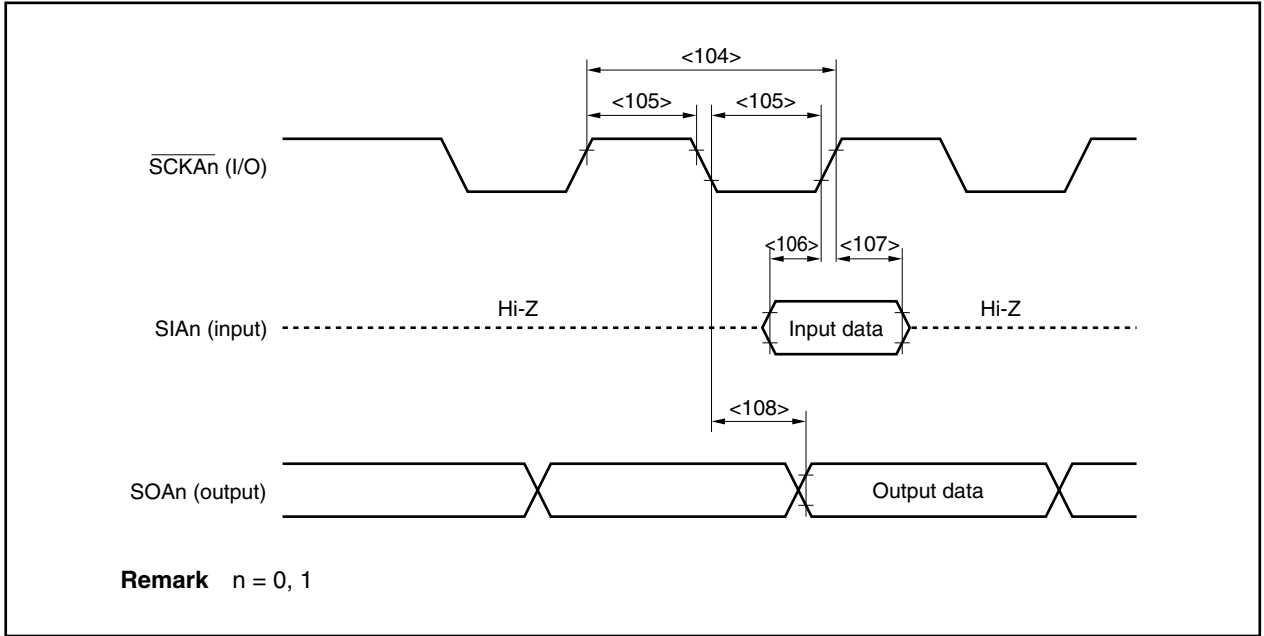 <104>
<105> <105>
SCKAn (I/O)
<106> <107>
Hi-Z Hi-Z
SIAn (input) Input data
<108>
SOAn (output) Output data
Remark n = 0, 1